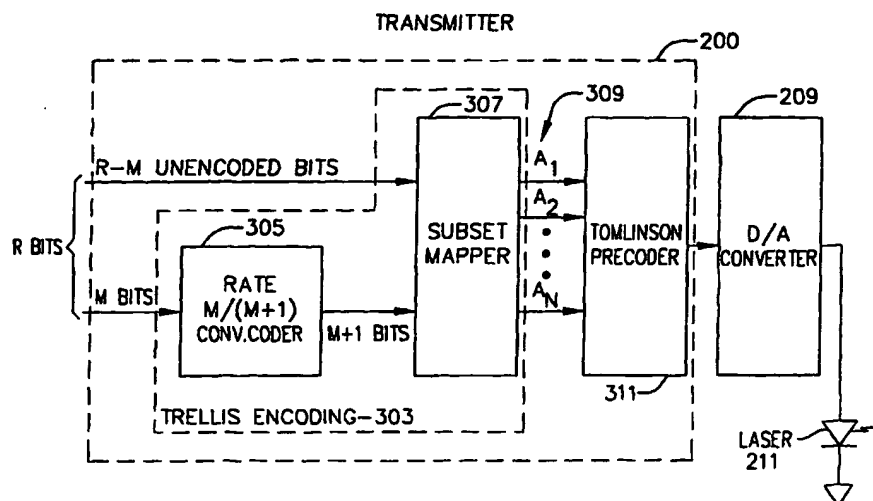 TRANSMITTER
200
307
309
209
R-M UNENCODED BITS
A1
A2
AN
305
R BITS
M BITS
RATE
M/(M+1)
CONV.CODER
M+1 BITS
SUBSET
MAPPER
TOMLINSON
PRECODER
D/A
CONVERTER
311
TRELLIS ENCODING-303
LASER
211